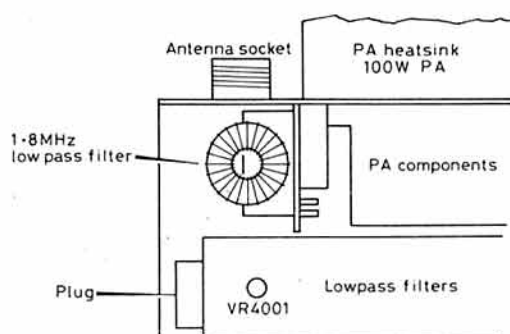 Antenna socket
PA heatsink
100W PA
1·8MHz
low pass filter
PA components
Plug
VR4001
Lowpass filters